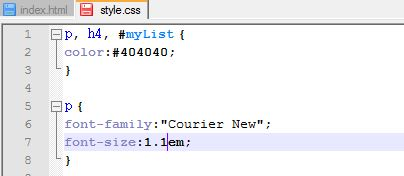 index.html style.css
1 p, h4, #myList {
2 color:#404040;
3 }
4
5 p {
6 font-family:"Courier New";
7 font-size:1.1em;
8 }